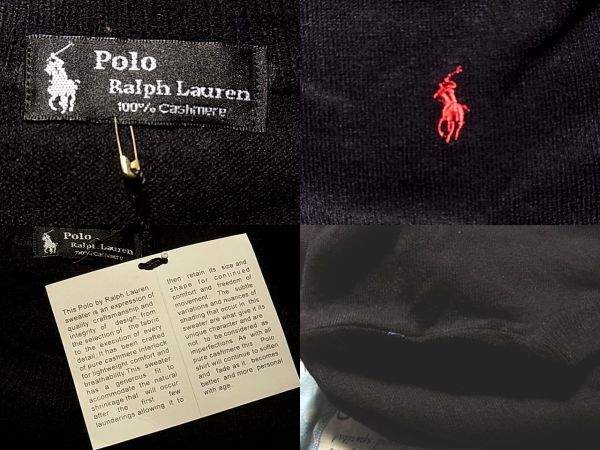 Polo
Ralph Lauren
100% Cashmere
Polo
Ralph Lauren
100% Cashmere
This Polo by Ralph Lauren
sweater is an expression of
quality craftsmanship and
integrity of design, from
the selection of the fabric
to the execution of every
detail. It has been crafted
of pure cashmere interlock
for lightweight comfort and
breathability. This sweater
has a generous fit to
accommodate the natural
shrinkage that will occur
after the first few
launderings allowing it to
then retain its size and
shape for continued
comfort and freedom of
movement. The subtle
variations and nuances of
shading that occur in this
sweater are what give it its
unique character and are
not to be considered as
imperfections. As with all
pure cashmere this Polo
shirt will continue to soften
and fade as it becomes
better and more personal
with age.